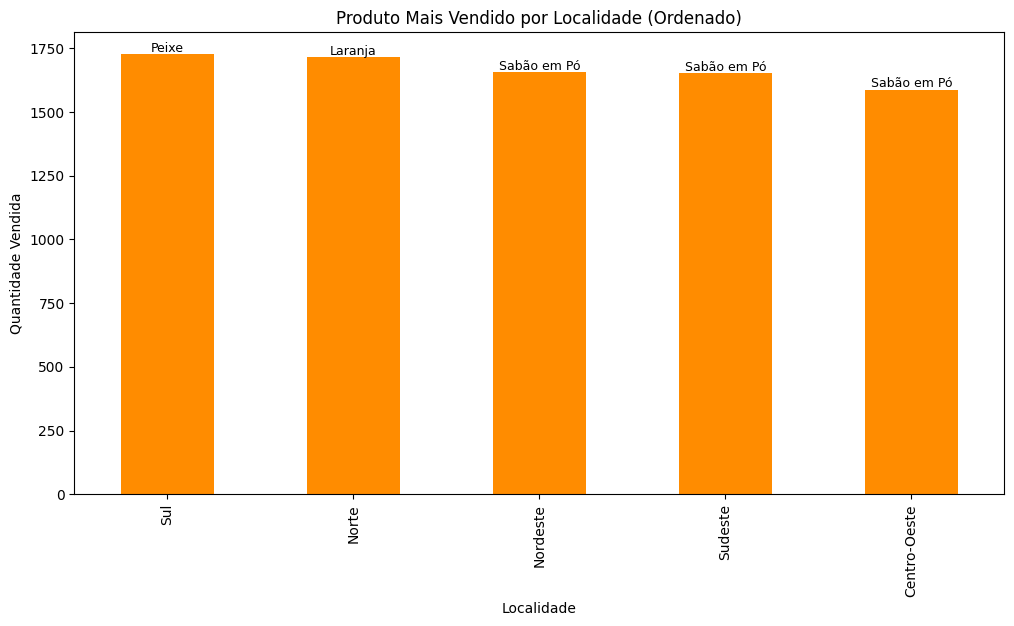 Produto Mais Vendido por Localidade (Ordenado)
Quantidade Vendida
1750
1500
1250
1000
750
500
250
0
Peixe
Laranja
Sabão em Pó
Sabão em Pó
Sabão em Pó
Sul
Norte
Nordeste
Sudeste
Centro-Oeste
Localidade